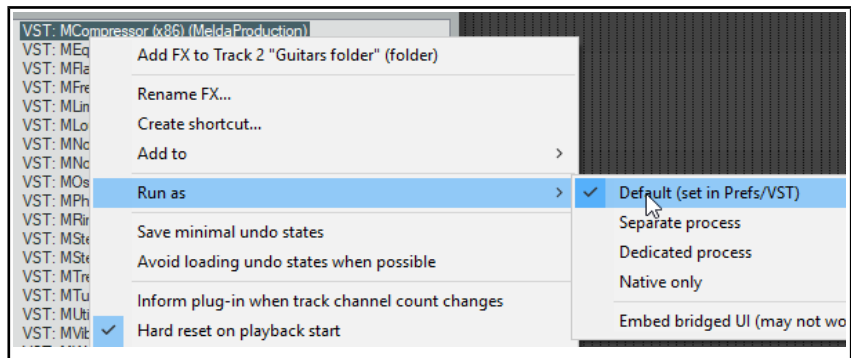 VST: MCompressor (x86) (MeldaProduction)
VST: MEq
VST: MFla
VST: MFre
VST: MLim
VST: MLo
VST: MNo
VST: MNo
VST: MOs
VST: MPh
VST: MRin
VST: MSte
VST: MSte
VST: MTre
VST: MTu
VST: MUti
VST: MVib
Add FX to Track 2 "Guitars folder" (folder)
Rename FX...
Create shortcut...
Add to
Run as
Save minimal undo states
Avoid loading undo states when possible
Inform plug-in when track channel count changes
Hard reset on playback start
Default (set in Prefs/VST)
Separate process
Dedicated process
Native only
Embed bridged UI (may not wo